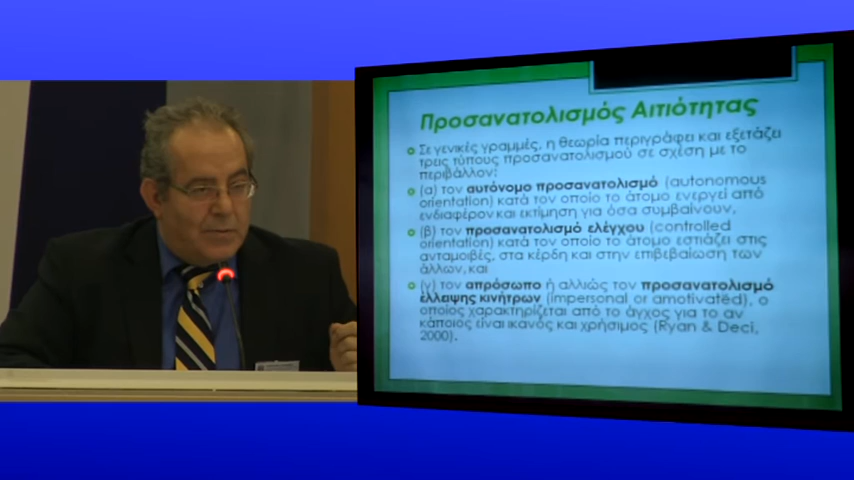 Προσανατολισμός Αιτιότητας
Σε γενικές γραμμές, η θεωρία περιγράφει και εξετάζει
τρεις τύπους προσανατολισμού σε σχέση με το
περιβάλλον:
(α) τον αυτόνομο προσανατολισμό (autonomous
orientation) κατά τον οποίο το άτομο ενεργεί από
ενδιαφέρον και εκτίμηση για όσα συμβαίνουν,
(β) τον προσανατολισμό ελέγχου (controlled
orientation) κατά τον οποίο το άτομο εστιάζει στις
ανταμοιβές, στα κέρδη και στην επιβεβαίωση των
άλλων, και
(γ) τον απρόσωπο ή αλλιώς τον προσανατολισμό
έλλειψης κινήτρων (impersonal or amotivated), ο
οποίος χαρακτηρίζεται από το άγχος για το αν
κάποιος είναι ικανός και χρήσιμος (Ryan & Deci,
2000).